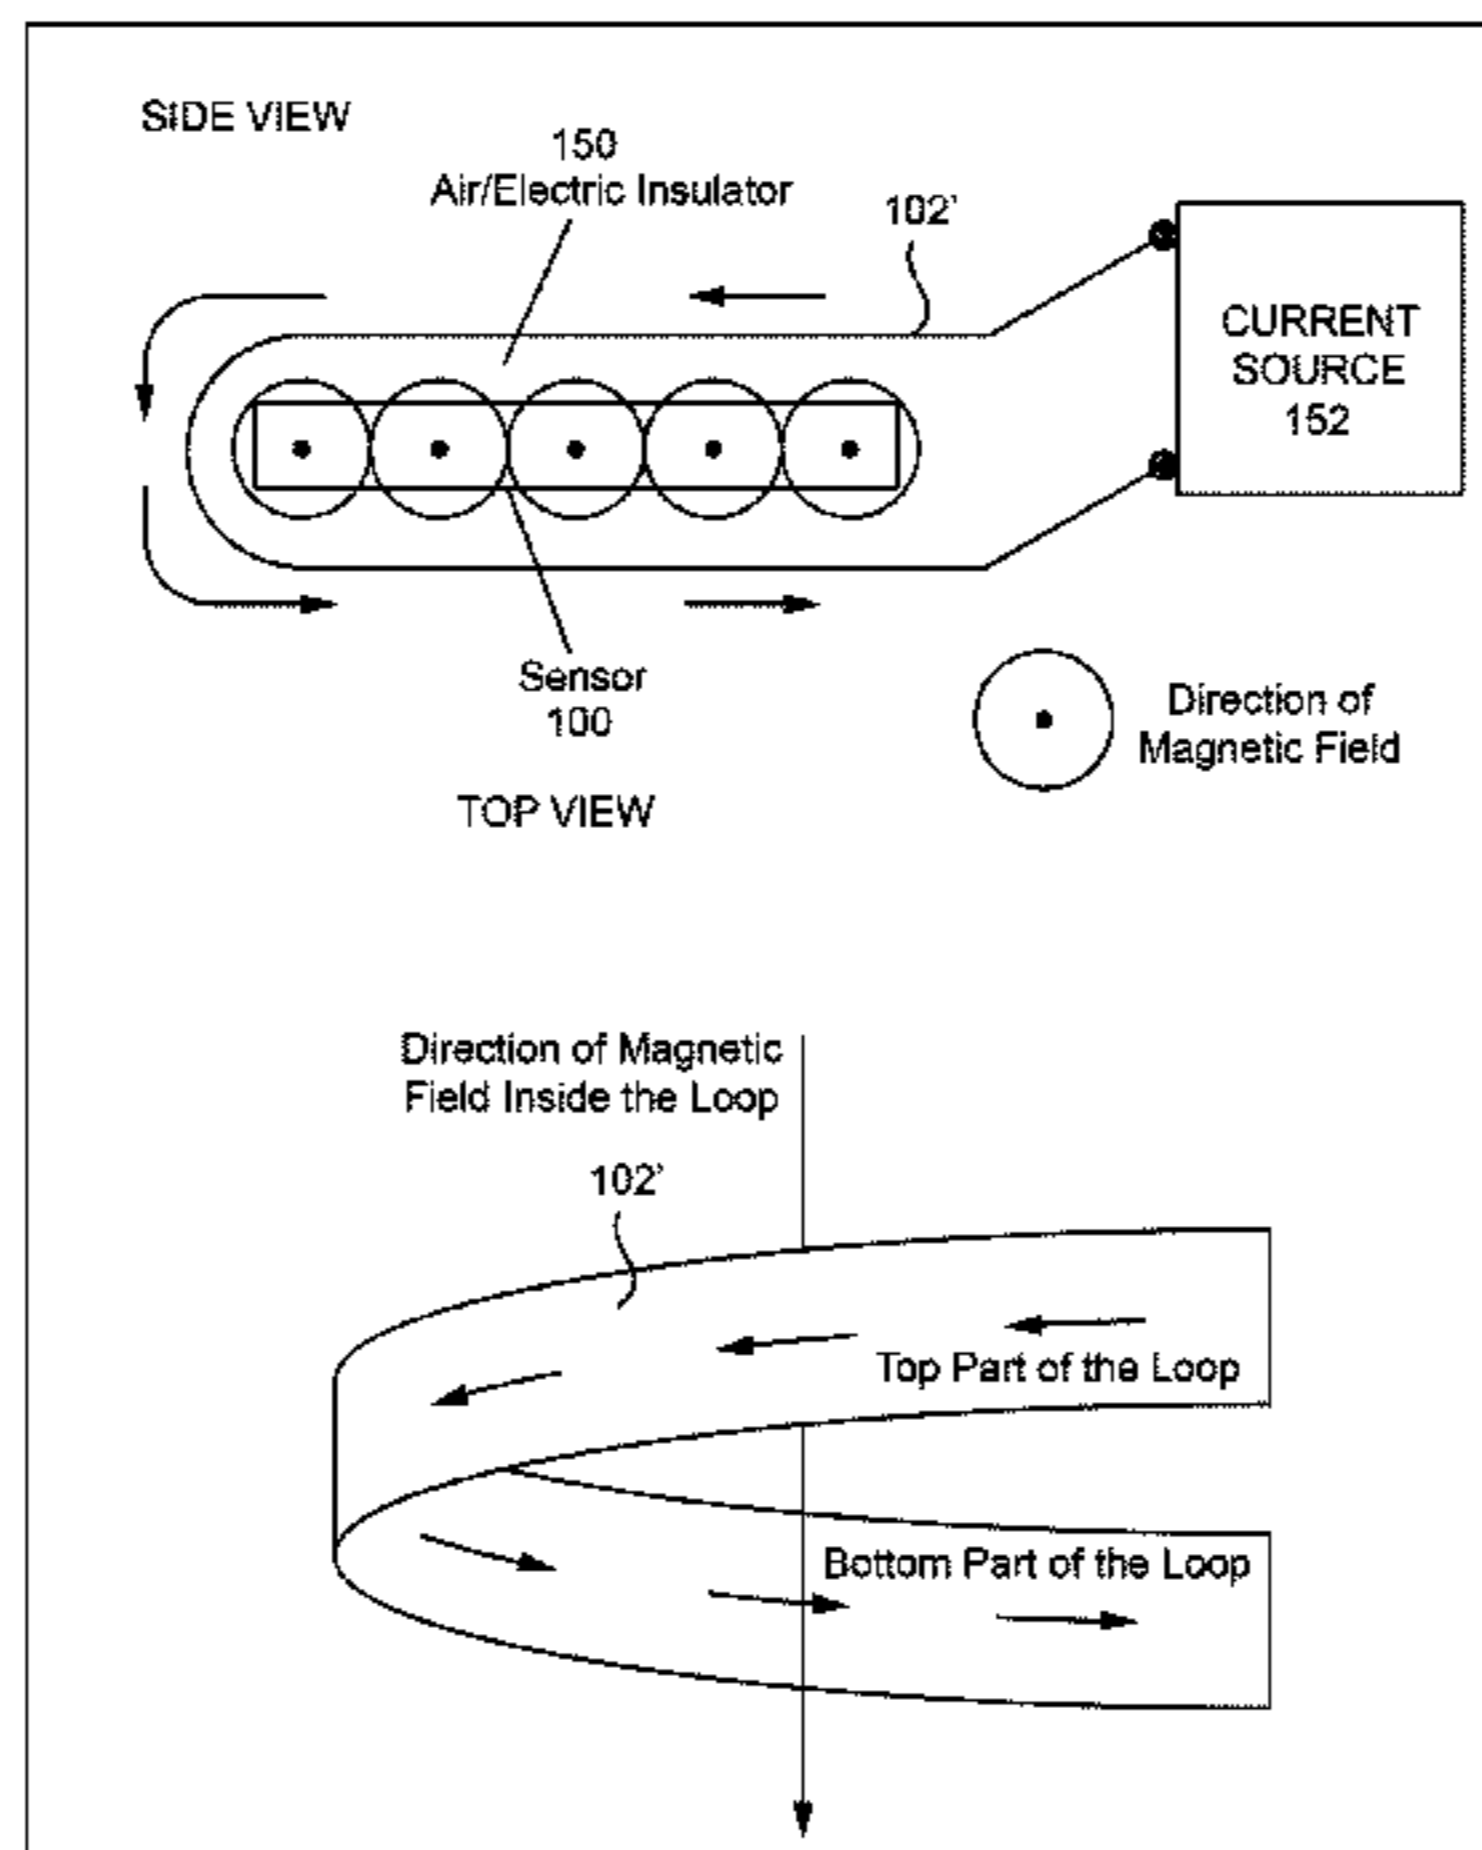 SIDE VIEW
150
Air/Electric Insulator
102'
CURRENT
SOURCE
152
Sensor
100
Direction of
Magnetic Field
TOP VIEW
Direction of Magnetic
Field Inside the Loop
102'
Top Part of the Loop
Bottom Part of the Loop